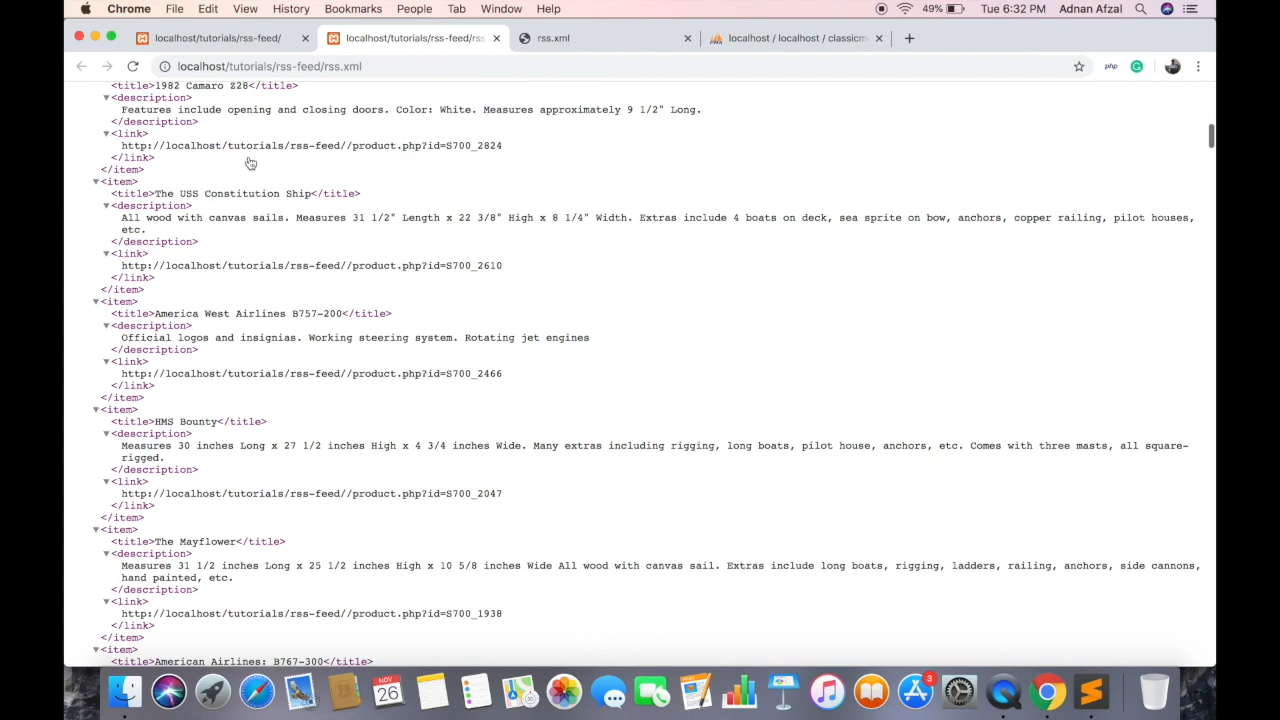 Chrome File Edit View History Bookmarks People Tab Window Help 49% Tue 6:32 PM Adnan Afzal
localhost/tutorials/rss-feed/ localhost/tutorials/rss-feed/rss rss.xml localhost / localhost / classicm
localhost/tutorials/rss-feed/rss.xml php
<title>1982 Camaro Z28</title>
<description>
Features include opening and closing doors. Color: White. Measures approximately 9 1/2" Long.
</description>
<link>
http://localhost/tutorials/rss-feed//product.php?id=S700_2824
</link>
</item>
<item>
<title>The USS Constitution Ship</title>
<description>
All wood with canvas sails. Measures 31 1/2" Length x 22 3/8" High x 8 1/4" Width. Extras include 4 boats on deck, sea sprite on bow, anchors, copper railing, pilot houses,
etc.
</description>
<link>
http://localhost/tutorials/rss-feed//product.php?id=S700_2610
</link>
</item>
<item>
<title>America West Airlines B757-200</title>
<description>
Official logos and insignias. Working steering system. Rotating jet engines
</description>
<link>
http://localhost/tutorials/rss-feed//product.php?id=S700_2466
</link>
</item>
<item>
<title>HMS Bounty</title>
<description>
Measures 30 inches Long x 27 1/2 inches High x 4 3/4 inches Wide. Many extras including rigging, long boats, pilot house, anchors, etc. Comes with three masts, all square-
rigged.
</description>
<link>
http://localhost/tutorials/rss-feed//product.php?id=S700_2047
</link>
</item>
<item>
<title>The Mayflower</title>
<description>
Measures 31 1/2 inches Long x 25 1/2 inches High x 10 5/8 inches Wide All wood with canvas sail. Extras include long boats, rigging, ladders, railing, anchors, side cannons,
hand painted, etc.
</description>
<link>
http://localhost/tutorials/rss-feed//product.php?id=S700_1938
</link>
</item>
<item>
<title>American Airlines: B767-300</title>
NOV
26
3